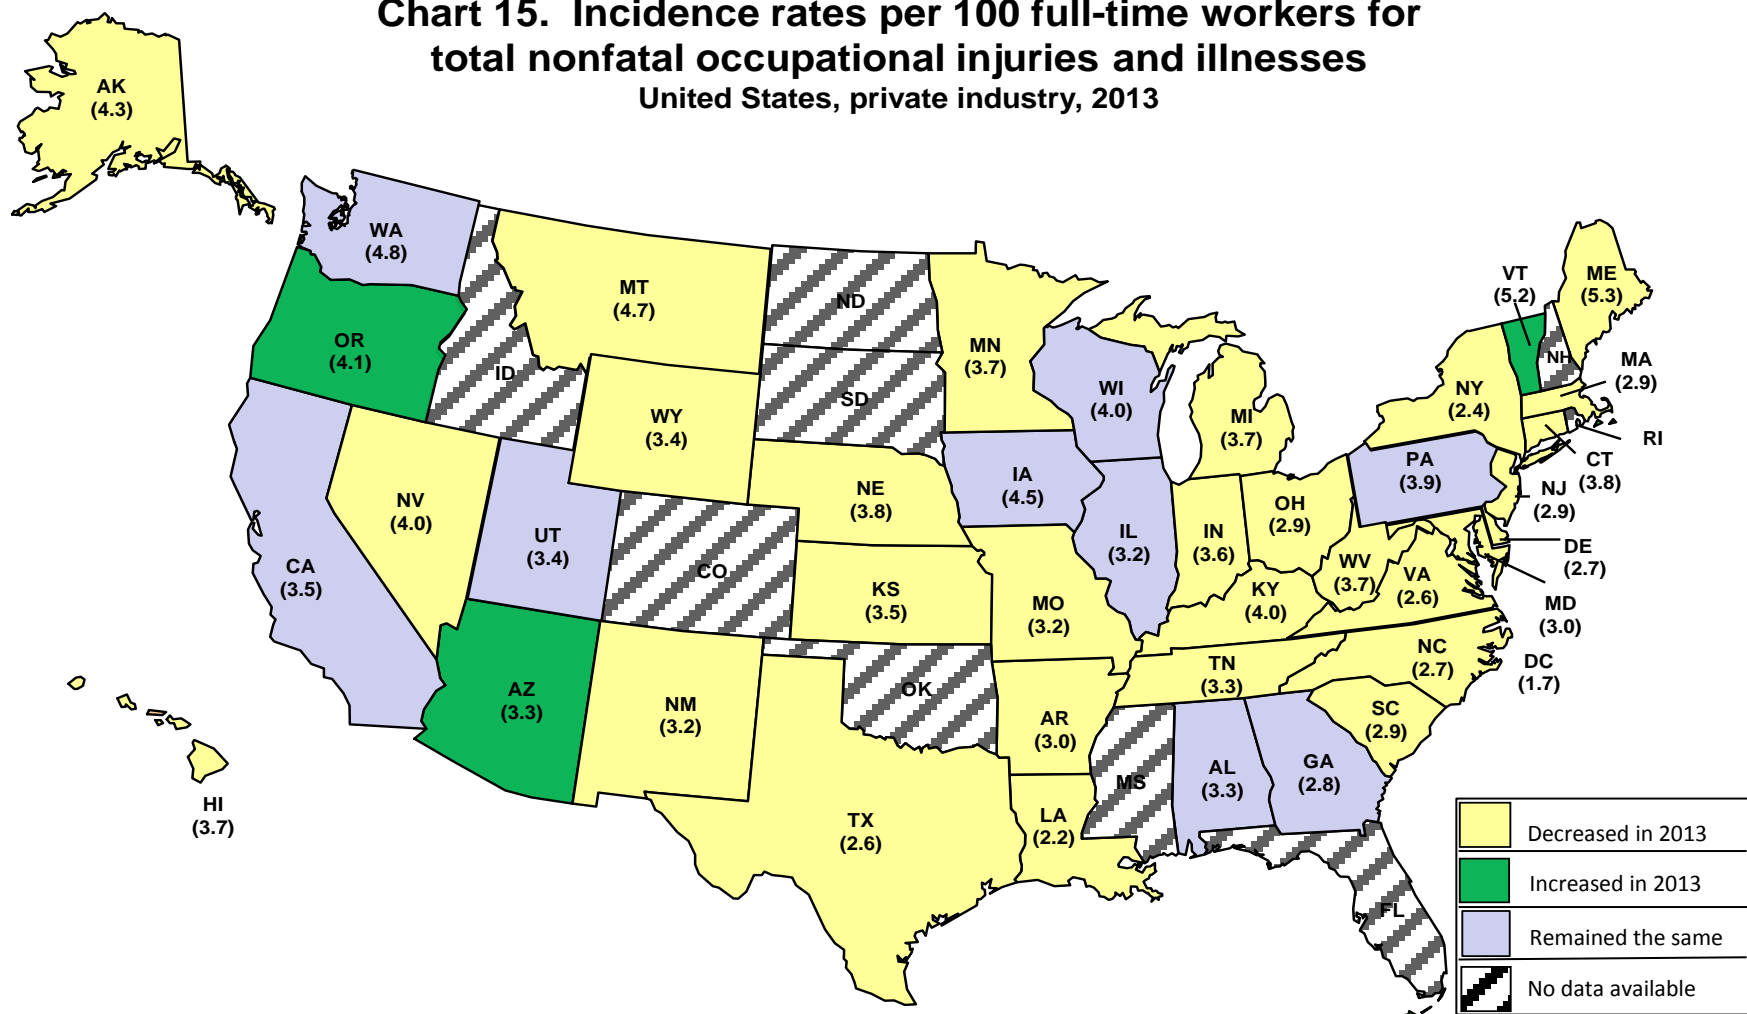 Chart 15.  Incidence rates per 100 full-time workers for
total nonfatal occupational injuries and illnesses
United States, private industry, 2013
AK
(4.3)
WA
(4.8)
OR
(4.1)
ID
MT
(4.7)
ND
SD
MN
(3.7)
WI
(4.0)
MI
(3.7)
VT
(5.2)
NH
ME
(5.3)
MA
(2.9)
RI
CT
(3.8)
NY
(2.4)
PA
(3.9)
NJ
(2.9)
DE
(2.7)
MD
(3.0)
DC
(1.7)
WY
(3.4)
NV
(4.0)
UT
(3.4)
CA
(3.5)
CO
NE
(3.8)
IA
(4.5)
IL
(3.2)
IN
(3.6)
OH
(2.9)
WV
(3.7)
VA
(2.6)
KY
(4.0)
KS
(3.5)
MO
(3.2)
AZ
(3.3)
NM
(3.2)
OK
AR
(3.0)
TN
(3.3)
NC
(2.7)
SC
(2.9)
MS
AL
(3.3)
GA
(2.8)
TX
(2.6)
LA
(2.2)
FL
HI
(3.7)
Decreased in 2013
Increased in 2013
Remained the same
No data available